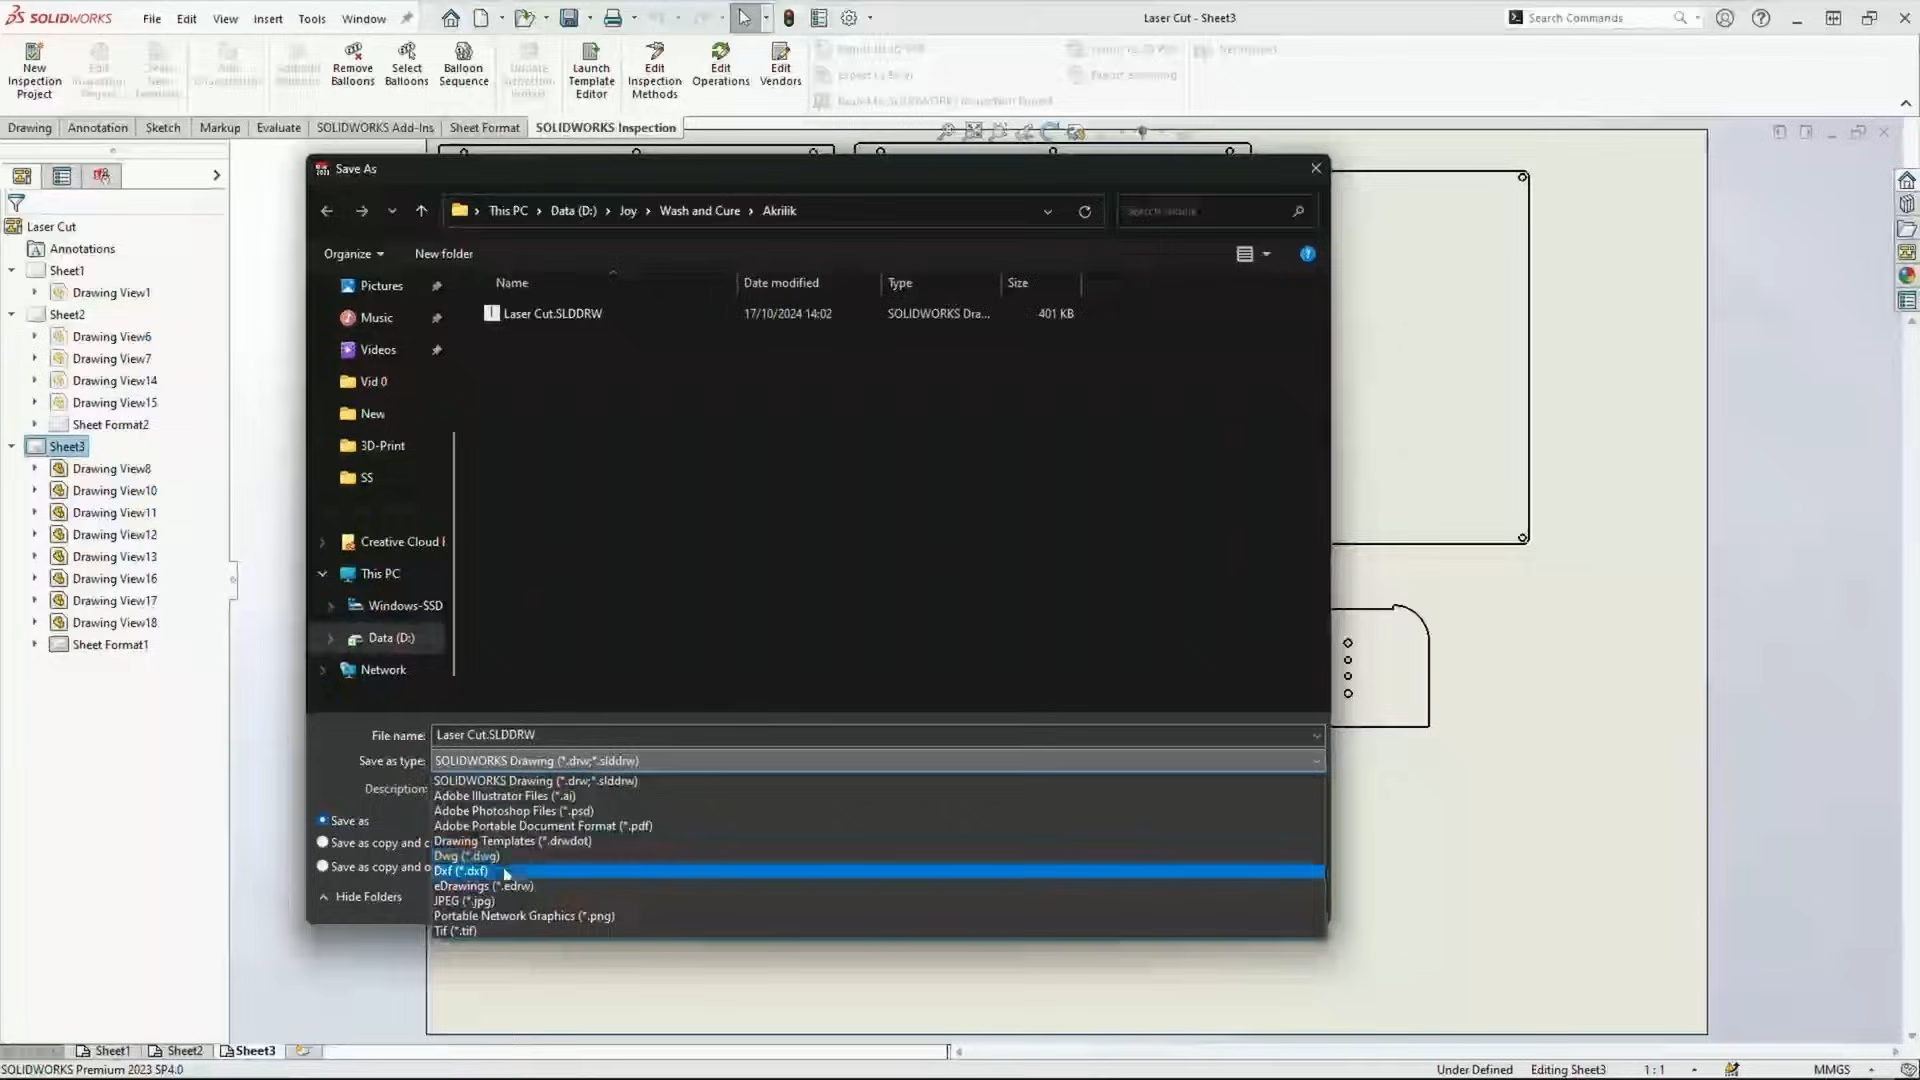 SOLIDWORKS File Edit View Insert Tools Window Laser Cut - Sheet3 Search Commands
New Inspection Project
Remove Balloons
Select Balloons
Balloon Sequence
Launch Template Editor
Edit Inspection Methods
Edit Operations
Edit Vendors
Drawing Annotation Sketch Markup Evaluate SOLIDWORKS Add-Ins Sheet Format SOLIDWORKS Inspection
Laser Cut
Annotations
Sheet1
Drawing View1
Sheet2
Drawing View6
Drawing View7
Drawing View14
Drawing View15
Sheet Format2
Sheet3
Drawing View8
Drawing View10
Drawing View11
Drawing View12
Drawing View13
Drawing View16
Drawing View17
Drawing View18
Sheet Format1
Save As
This PC > Data (D:) > Joy > Wash and Cure > Akrilik
Organize New folder
Name Date modified Type Size
Laser Cut.SLDDRW 17/10/2024 14:02 SOLIDWORKS Dra... 401 KB
Pictures
Music
Videos
Vid 0
New
3D-Print
SS
Creative Cloud F
This PC
Windows-SSD
Data (D:)
Network
File name: Laser Cut.SLDDRW
Save as type: SOLIDWORKS Drawing (*.drw;*.slddrw)
Description:
SOLIDWORKS Drawing (*.drw;*.slddrw)
Adobe Illustrator Files (*.ai)
Adobe Photoshop Files (*.psd)
Adobe Portable Document Format (*.pdf)
Drawing Templates (*.drwdot)
Dwg (*.dwg)
Dxf (*.dxf)
eDrawings (*.edrw)
JPEG (*.jpg)
Portable Network Graphics (*.png)
Tif (*.tif)
Save as
Save as copy and c
Save as copy and o
Hide Folders
Sheet1 Sheet2 Sheet3
SOLIDWORKS Premium 2023 SP4.0 Under Defined Editing Sheet3 1 : 1 MMGS